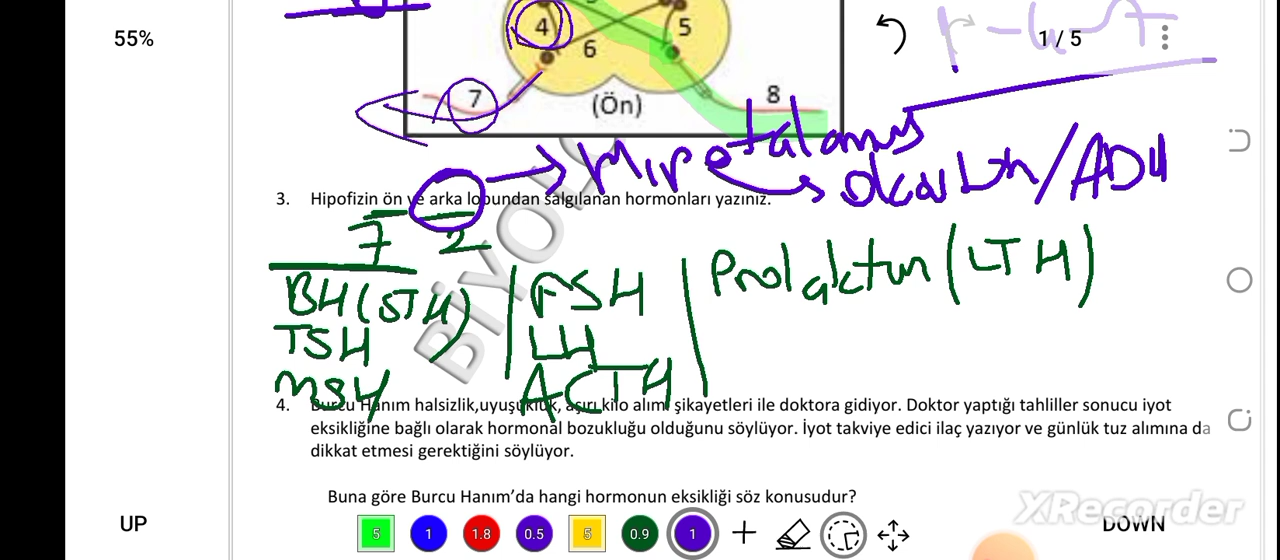 55%
4
5
6
7
8
(Ön)
1 / 5
Oksitosin/ADH
3. Hipofizin ön ve arka lobundan salgılanan hormonları yazınız.
7 2
BH(STH)
TSH
MSH
FSH
LH
ACTH
Prolaktin (LTH)
BİYOL
4. Burcu Hanım halsizlik,uyuşukluk, aşırı kilo alımı şikayetleri ile doktora gidiyor. Doktor yaptığı tahliller sonucu iyot
eksikliğine bağlı olarak hormonal bozukluğu olduğunu söylüyor. İyot takviye edici ilaç yazıyor ve günlük tuz alımına da
dikkat etmesi gerektiğini söylüyor.
Buna göre Burcu Hanım'da hangi hormonun eksikliği söz konusudur?
UP
5 1 1.8 0.5 5 0.9 1
DOWN
XRecorder